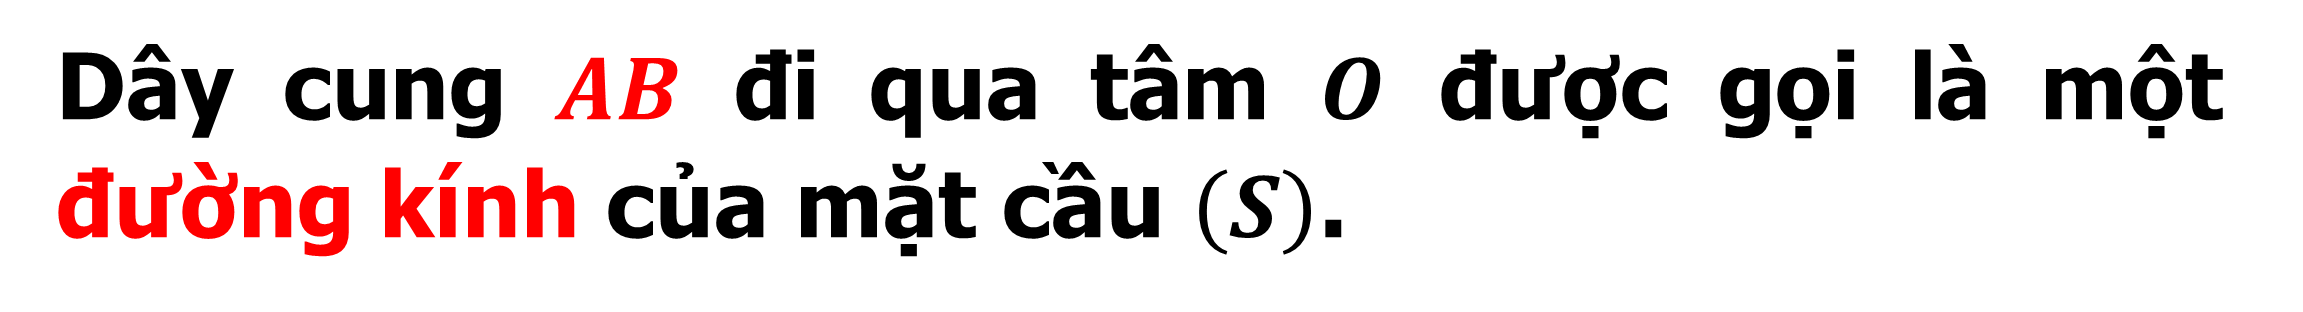 Dây cung AB đi qua tâm O được gọi là một
đường kính của mặt cầu (S).